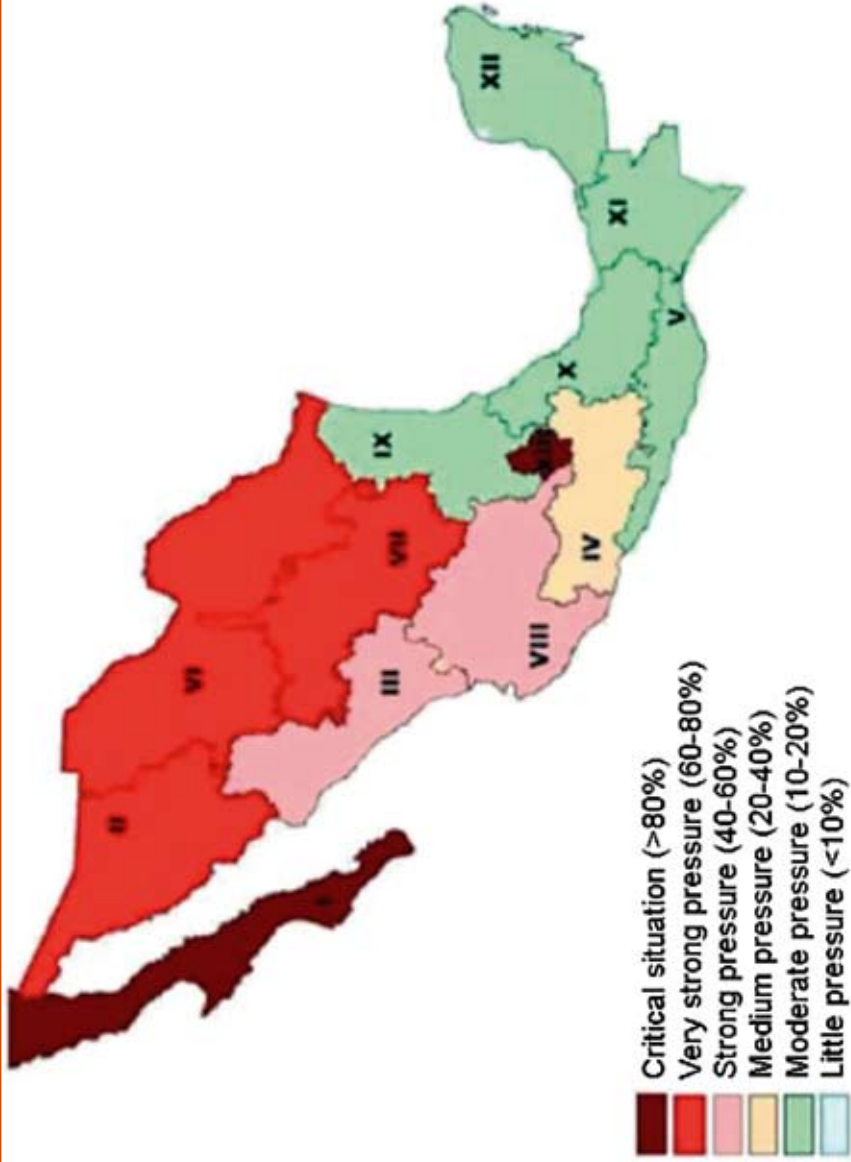 II
VI
I
III
VII
IX
XII
VIII
X
IV
XI
V
Critical situation (>80%)
Very strong pressure (60-80%)
Strong pressure (40-60%)
Medium pressure (20-40%)
Moderate pressure (10-20%)
Little pressure (<10%)